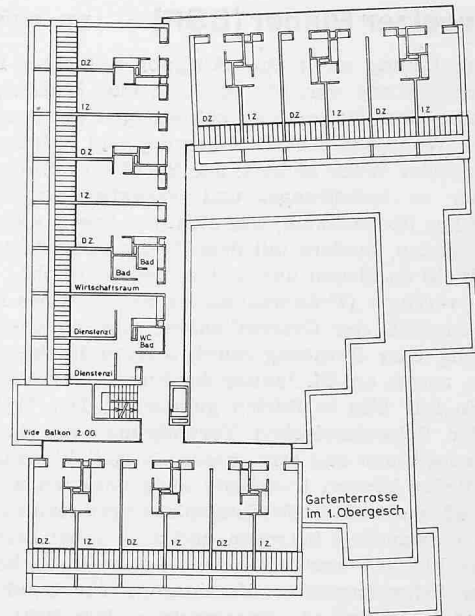 D.Z.
1 Z.
D.Z.
1 Z.
D.Z.
D.Z. 1 Z. D.Z. 1 Z. D.Z. 1 Z.
Bad
Bad
Wirtschaftsraum
Dienstenzi
WC.
Bad
Dienstenzi
Vide Balkon 2.OG.
Gartenterrasse
im 1. Obergesch
D.Z. 1 Z. D.Z. 1 Z. D.Z. 1 Z.